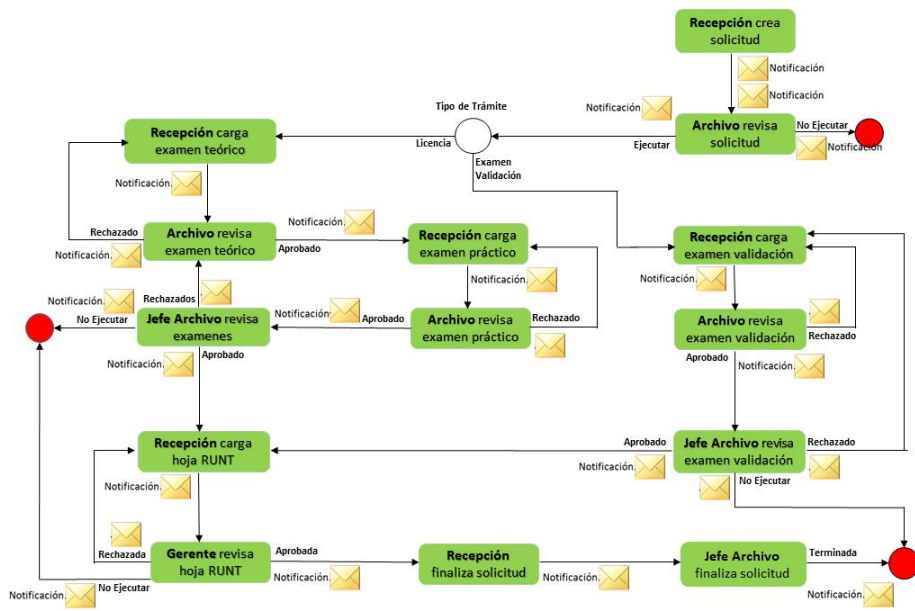 Recepción crea
solicitud
Notificación
Notificación
Notificación
Tipo de Trámite
Recepción carga
examen teórico
Licencia
Ejecutar
Archivo revisa
solicitud
No Ejecutar
Notificación
Examen
Validación
Notificación.
Notificación.
Rechazado
Notificación.
Archivo revisa
examen teórico
Aprobado
Recepción carga
examen práctico
Recepción carga
examen validación
Notificación.
Notificación.
Notificación.
Rechazados
Notificación.
No Ejecutar
Jefe Archivo revisa
examenes
Aprobado
Aprobado
Archivo revisa
examen práctico
Rechazado
Archivo revisa
examen validación
Rechazado
Aprobado
Notificación.
Notificación.
Recepción carga
hoja RUNT
Aprobado
Notificación.
Jefe Archivo revisa
examen validación
Rechazado
No Ejecutar
Notificación.
Rechazada
Gerente revisa
hoja RUNT
Aprobada
Notificación.
Recepción
finaliza solicitud
Notificación.
Jefe Archivo
finaliza solicitud
Terminada
Notificación.
No Ejecutar
Notificación.